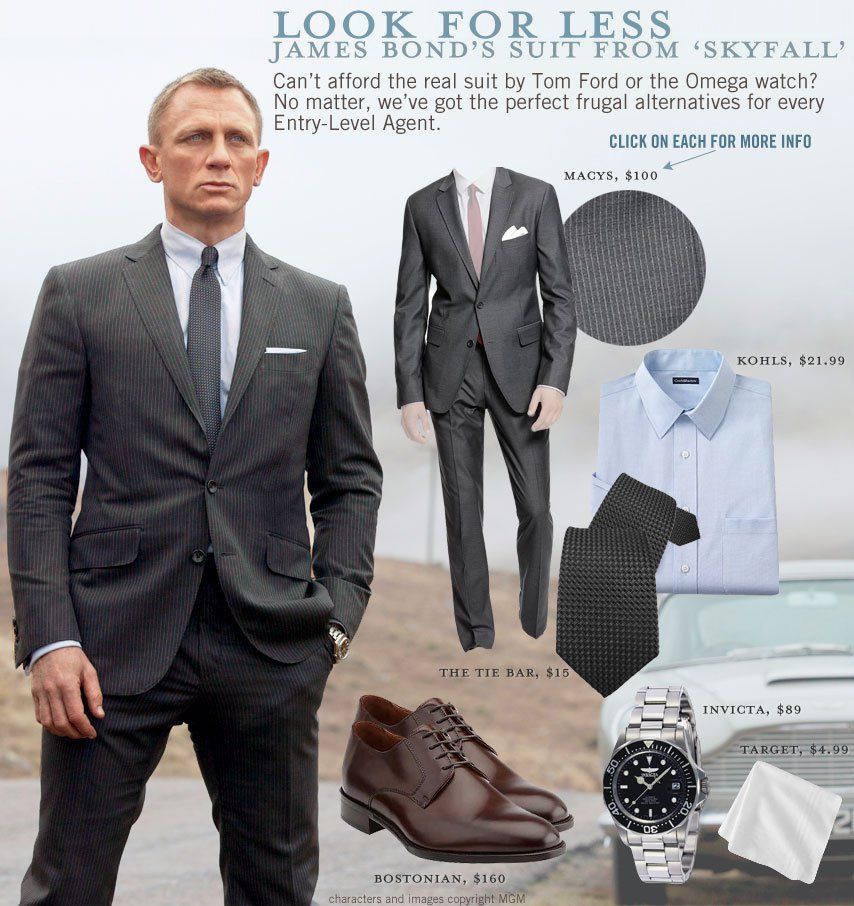 LOOK FOR LESS
JAMES BOND'S SUIT FROM ‘SKYFALL’
Can't afford the real suit by Tom Ford or the Omega watch?
No matter, we've got the perfect frugal alternatives for every
Entry-Level Agent.
CLICK ON EACH FOR MORE INFO
MACYS, $100
KOHLS, $21.99
THE TIE BAR, $15
INVICTA, $89
TARGET, $4.99
BOSTONIAN, $160
characters and images copyright MGM